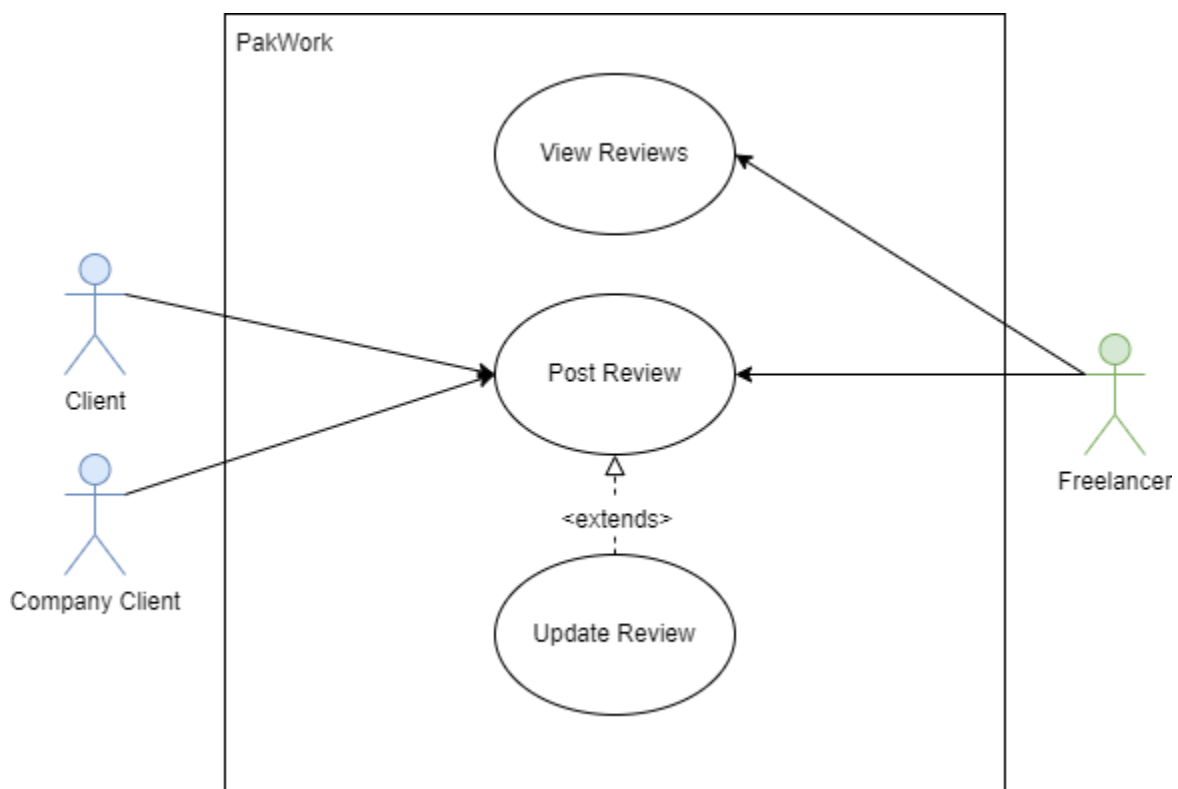 PakWork
View Reviews
Post Review
Client
Freelancer
<extends>
Company Client
Update Review